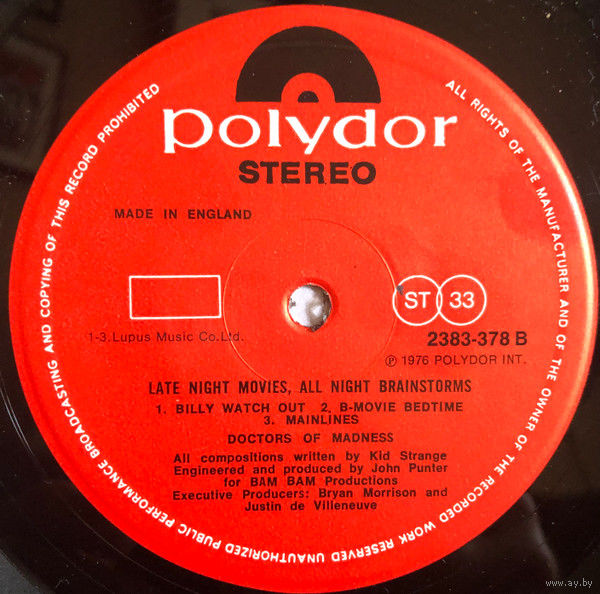 polydor
STEREO
MADE IN ENGLAND
ST 33
1-3.Lupus Music Co.Ltd.
2383-378 B
Ⓟ 1976 POLYDOR INT.
LATE NIGHT MOVIES, ALL NIGHT BRAINSTORMS
1. BILLY WATCH OUT 2. B-MOVIE BEDTIME
3. MAINLINES
DOCTORS OF MADNESS
All compositions written by Kid Strange
Engineered and produced by John Punter
for BAM BAM Productions
Executive Producers: Bryan Morrison and
Justin de Villeneuve
ALL RIGHTS OF THE MANUFACTURER AND OF THE OWNER OF THE RECORDED WORK RESERVED UNAUTHORIZED PUBLIC PERFORMANCE BROADCASTING AND COPYING OF THIS RECORD PROHIBITED
www.ay.by